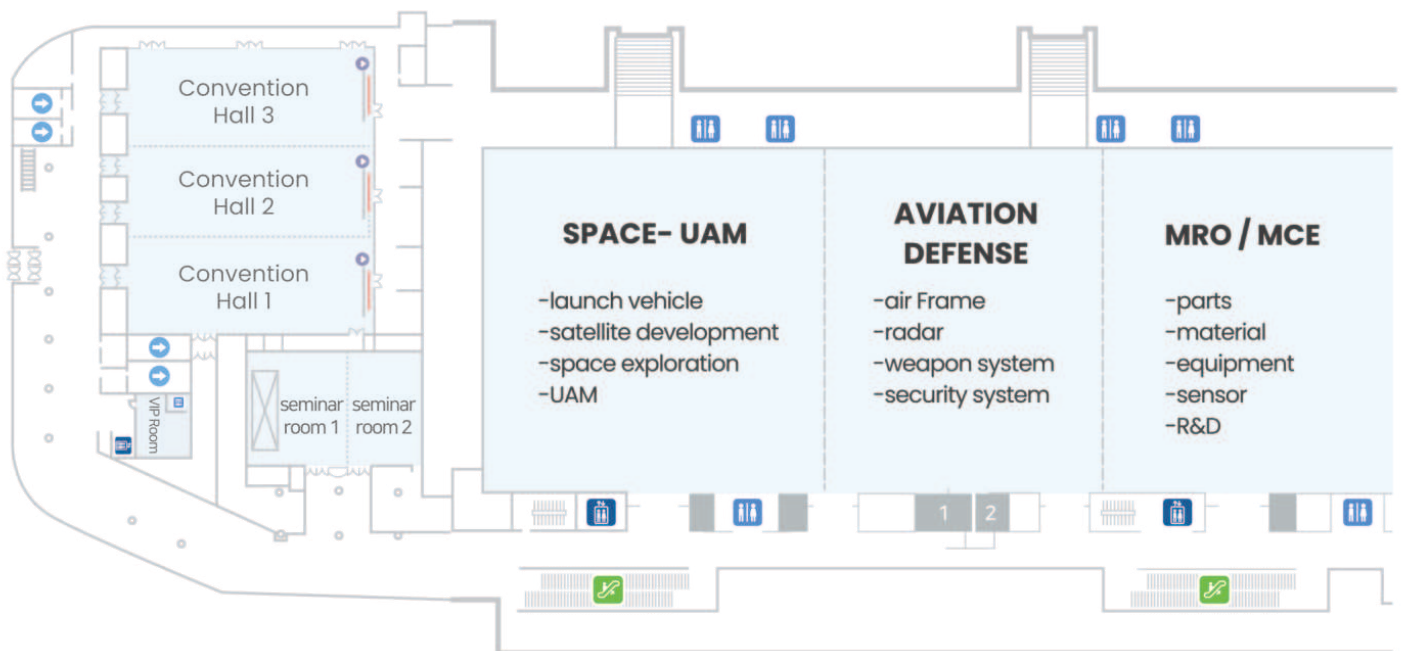 Convention
Hall 3
Convention
Hall 2
Convention
Hall 1
VIP Room
seminar
room 1
seminar
room 2
SPACE- UAM
-launch vehicle
-satellite development
-space exploration
-UAM
AVIATION
DEFENSE
-air Frame
-radar
-weapon system
-security system
MRO / MCE
-parts
-material
-equipment
-sensor
-R&D
1
2